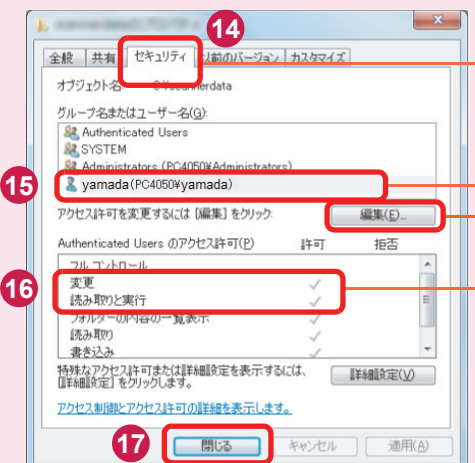 14
全般 共有 セキュリティ 以前のバージョン カスタマイズ
オブジェクト名
グループ名またはユーザー名(G):
Authenticated Users
SYSTEM
Administrators (PC4050¥Administrators)
15
yamada(PC4050¥yamada)
アクセス許可を変更するには [編集] をクリック:
編集(E)...
Authenticated Users のアクセス許可(P) 許可 拒否
フル コントロール
16
変更
読み取りと実行
フォルダーの内容の一覧表示
読み取り
書き込み
特殊なアクセス許可または詳細設定を表示するには、
[詳細設定] をクリックします。
詳細設定(V)
アクセス制御とアクセス許可の詳細を表示します。
17
閉じる キャンセル 適用(A)